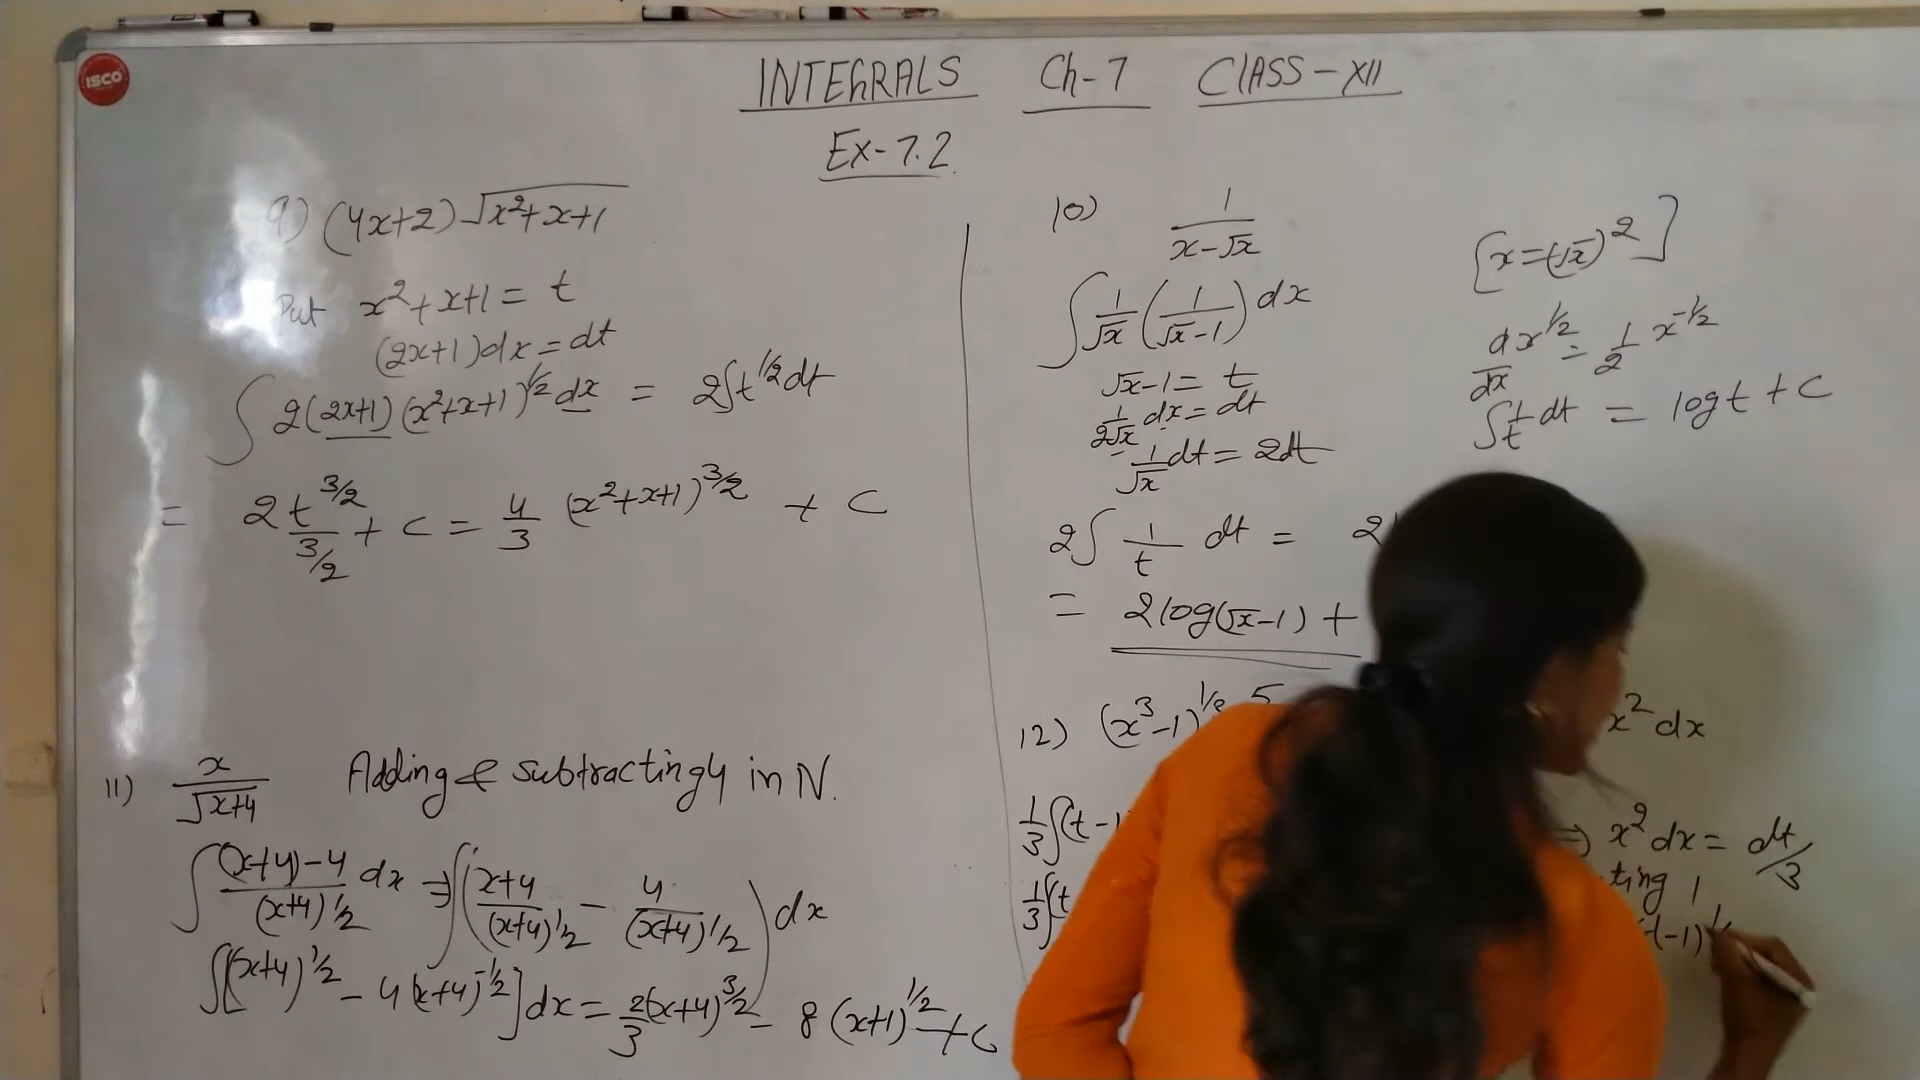 ISCO
INTEGRALS Ch-7 CLASS-XII
Ex-7.2.
9) (4x+2)√x²+x+1
Put x²+x+1 = t
(2x+1)dx = dt
∫ 2(2x+1)(x²+x+1)^1/2 dx = 2∫t^1/2 dt
= 2 t^3/2 / 3/2 + C = 4/3 (x²+x+1)^3/2 + C
11) x/√x+4 Adding & subtracting 4 in N.
∫ (x+4)-4/(x+4)^1/2 dx ⇒ ∫(x+4/(x+4)^1/2 - 4/(x+4)^1/2) dx
∫[(x+4)^1/2 - 4(x+4)^-1/2] dx = 2/3(x+4)^3/2 - 8(x+1)^1/2 + C
10) 1/x-√x
[x=(√x)²]
∫ 1/√x (1/√x-1) dx
√x-1 = t
1/2√x dx = dt
1/√x dt = 2dt
d/dx x^1/2 = 1/2 x^-1/2
∫1/t dt = log t + C
2∫ 1/t dt = 2
= 2 log(√x-1) +
12) (x³-1)^1/3 x² dx
1/3∫(t-1
⇒ x² dx = dt/3
1/3∫(t
ting 1
(t-1)